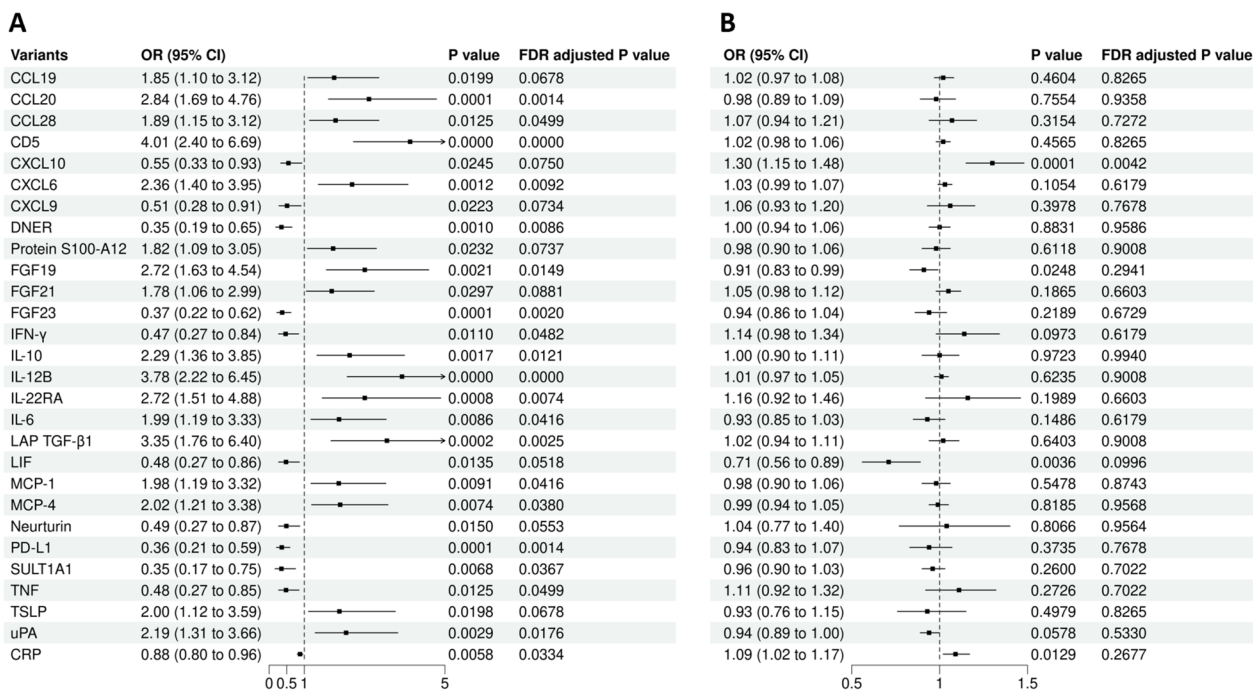 A B
Variants OR (95% CI) P value FDR adjusted P value OR (95% CI) P value FDR adjusted P value
CCL19 1.85 (1.10 to 3.12) 0.0199 0.0678 1.02 (0.97 to 1.08) 0.4604 0.8265
CCL20 2.84 (1.69 to 4.76) 0.0001 0.0014 0.98 (0.89 to 1.09) 0.7554 0.9358
CCL28 1.89 (1.15 to 3.12) 0.0125 0.0499 1.07 (0.94 to 1.21) 0.3154 0.7272
CD5 4.01 (2.40 to 6.69) 0.0000 0.0000 1.02 (0.98 to 1.06) 0.4565 0.8265
CXCL10 0.55 (0.33 to 0.93) 0.0245 0.0750 1.30 (1.15 to 1.48) 0.0001 0.0042
CXCL6 2.36 (1.40 to 3.95) 0.0012 0.0092 1.03 (0.99 to 1.07) 0.1054 0.6179
CXCL9 0.51 (0.28 to 0.91) 0.0223 0.0734 1.06 (0.93 to 1.20) 0.3978 0.7678
DNER 0.35 (0.19 to 0.65) 0.0010 0.0086 1.00 (0.94 to 1.06) 0.8831 0.9586
Protein S100-A12 1.82 (1.09 to 3.05) 0.0232 0.0737 0.98 (0.90 to 1.06) 0.6118 0.9008
FGF19 2.72 (1.63 to 4.54) 0.0021 0.0149 0.91 (0.83 to 0.99) 0.0248 0.2941
FGF21 1.78 (1.06 to 2.99) 0.0297 0.0881 1.05 (0.98 to 1.12) 0.1865 0.6603
FGF23 0.37 (0.22 to 0.62) 0.0001 0.0020 0.94 (0.86 to 1.04) 0.2189 0.6729
IFN-γ 0.47 (0.27 to 0.84) 0.0110 0.0482 1.14 (0.98 to 1.34) 0.0973 0.6179
IL-10 2.29 (1.36 to 3.85) 0.0017 0.0121 1.00 (0.90 to 1.11) 0.9723 0.9940
IL-12B 3.78 (2.22 to 6.45) 0.0000 0.0000 1.01 (0.97 to 1.05) 0.6235 0.9008
IL-22RA 2.72 (1.51 to 4.88) 0.0008 0.0074 1.16 (0.92 to 1.46) 0.1989 0.6603
IL-6 1.99 (1.19 to 3.33) 0.0086 0.0416 0.93 (0.85 to 1.03) 0.1486 0.6179
LAP TGF-β1 3.35 (1.76 to 6.40) 0.0002 0.0025 1.02 (0.94 to 1.11) 0.6403 0.9008
LIF 0.48 (0.27 to 0.86) 0.0135 0.0518 0.71 (0.56 to 0.89) 0.0036 0.0996
MCP-1 1.98 (1.19 to 3.32) 0.0091 0.0416 0.98 (0.90 to 1.06) 0.5478 0.8743
MCP-4 2.02 (1.21 to 3.38) 0.0074 0.0380 0.99 (0.94 to 1.05) 0.8185 0.9568
Neurturin 0.49 (0.27 to 0.87) 0.0150 0.0553 1.04 (0.77 to 1.40) 0.8066 0.9564
PD-L1 0.36 (0.21 to 0.59) 0.0001 0.0014 0.94 (0.83 to 1.07) 0.3735 0.7678
SULT1A1 0.35 (0.17 to 0.75) 0.0068 0.0367 0.96 (0.90 to 1.03) 0.2600 0.7022
TNF 0.48 (0.27 to 0.85) 0.0125 0.0499 1.11 (0.92 to 1.32) 0.2726 0.7022
TSLP 2.00 (1.12 to 3.59) 0.0198 0.0678 0.93 (0.76 to 1.15) 0.4979 0.8265
uPA 2.19 (1.31 to 3.66) 0.0029 0.0176 0.94 (0.89 to 1.00) 0.0578 0.5330
CRP 0.88 (0.80 to 0.96) 0.0058 0.0334 1.09 (1.02 to 1.17) 0.0129 0.2677
0 0.5 1 5 0.5 1 1.5